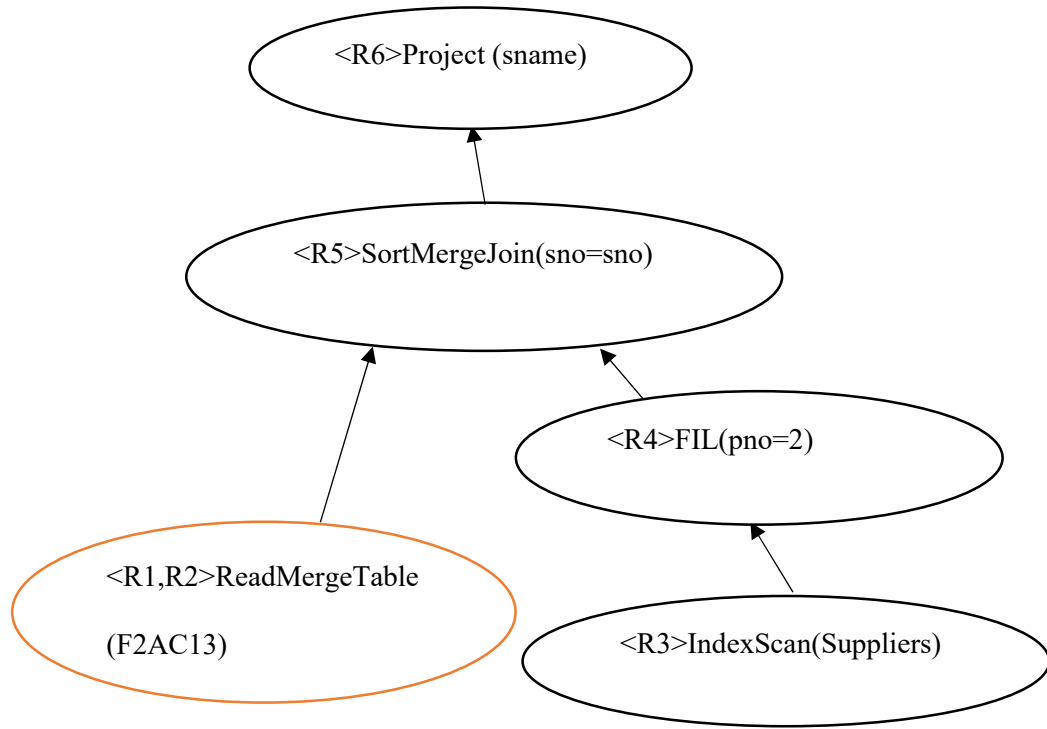 <R6>Project (sname)
<R5>SortMergeJoin(sno=sno)
<R4>FIL(pno=2)
<R1,R2>ReadMergeTable
(F2AC13)
<R3>IndexScan(Suppliers)